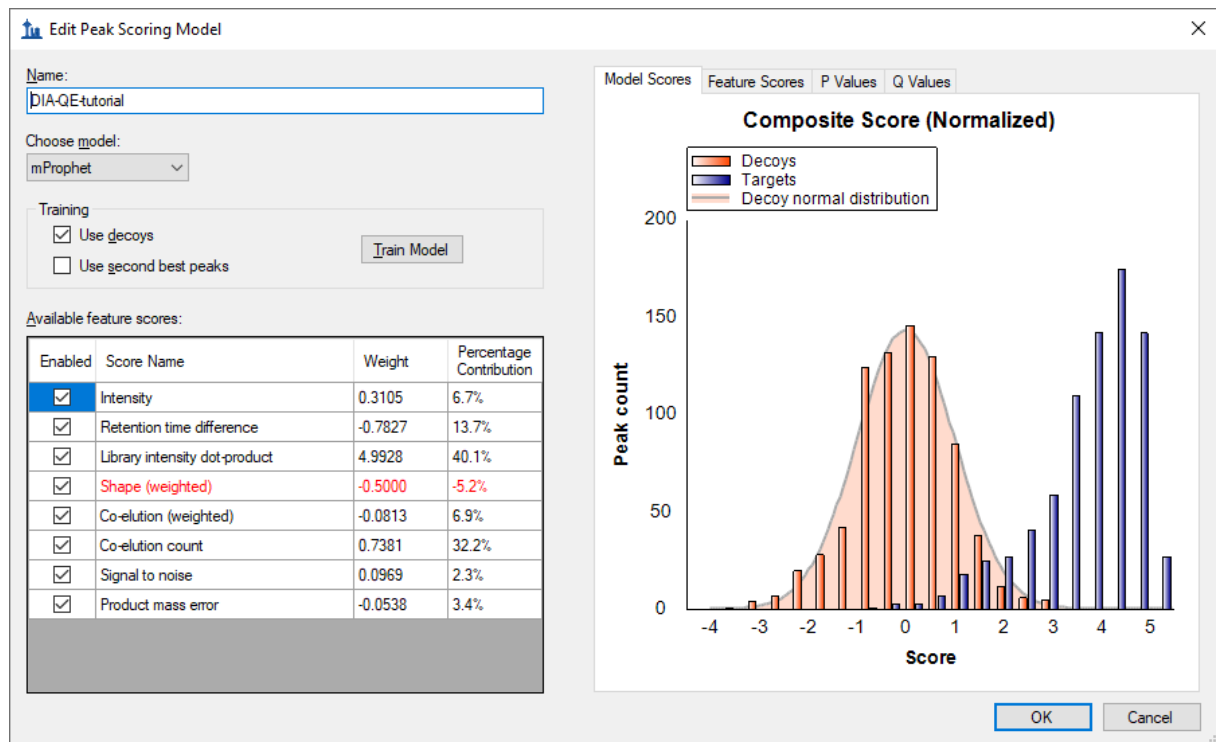 Edit Peak Scoring Model
Name:
DIA-QE-tutorial
Choose model:
mProphet
Training
Use decoys
Use second best peaks
Train Model
Available feature scores:
Enabled Score Name Weight Percentage Contribution
Intensity 0.3105 6.7%
Retention time difference -0.7827 13.7%
Library intensity dot-product 4.9928 40.1%
Shape (weighted) -0.5000 -5.2%
Co-elution (weighted) -0.0813 6.9%
Co-elution count 0.7381 32.2%
Signal to noise 0.0969 2.3%
Product mass error -0.0538 3.4%
Model Scores Feature Scores P Values Q Values
Composite Score (Normalized)
Decoys
Targets
Decoy normal distribution
200
150
100
50
0
Peak count
-4 -3 -2 -1 0 1 2 3 4 5
Score
OK Cancel